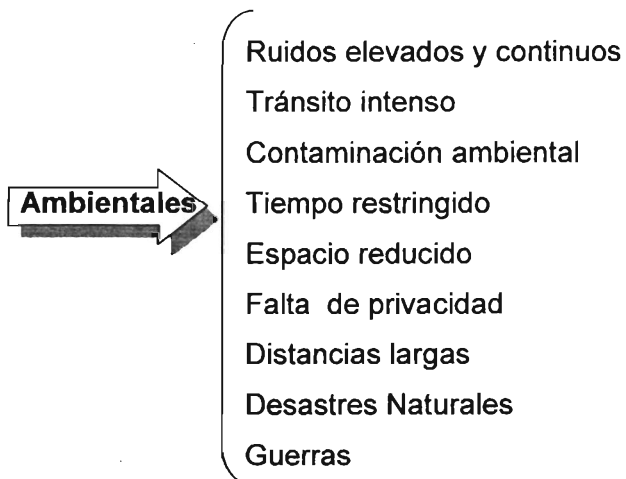 Ambientales
Ruidos elevados y continuos
Tránsito intenso
Contaminación ambiental
Tiempo restringido
Espacio reducido
Falta de privacidad
Distancias largas
Desastres Naturales
Guerras